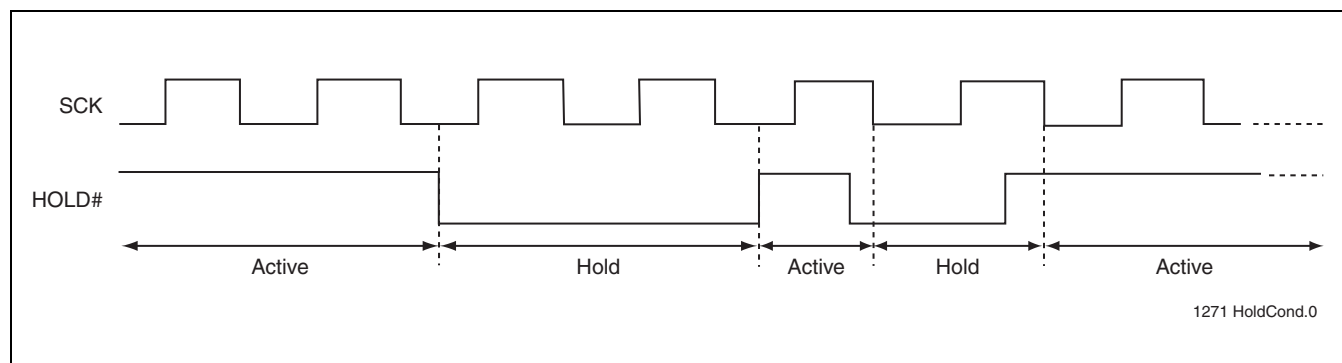 SCK
HOLD#
Active Hold Active Hold Active
1271 HoldCond.0